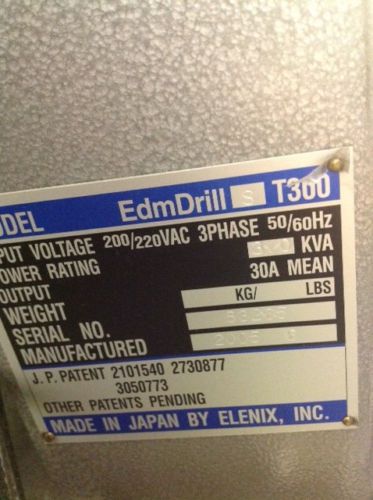 ODEL EdmDrill S T300
PUT VOLTAGE 200/220VAC 3PHASE 50/60Hz
OWER RATING KVA
OUTPUT 30A MEAN
WEIGHT KG/ LBS
SERIAL NO.
MANUFACTURED
J.P.PATENT 2101540 2730877
3050773
OTHER PATENTS PENDING
MADE IN JAPAN BY ELENIX, INC.